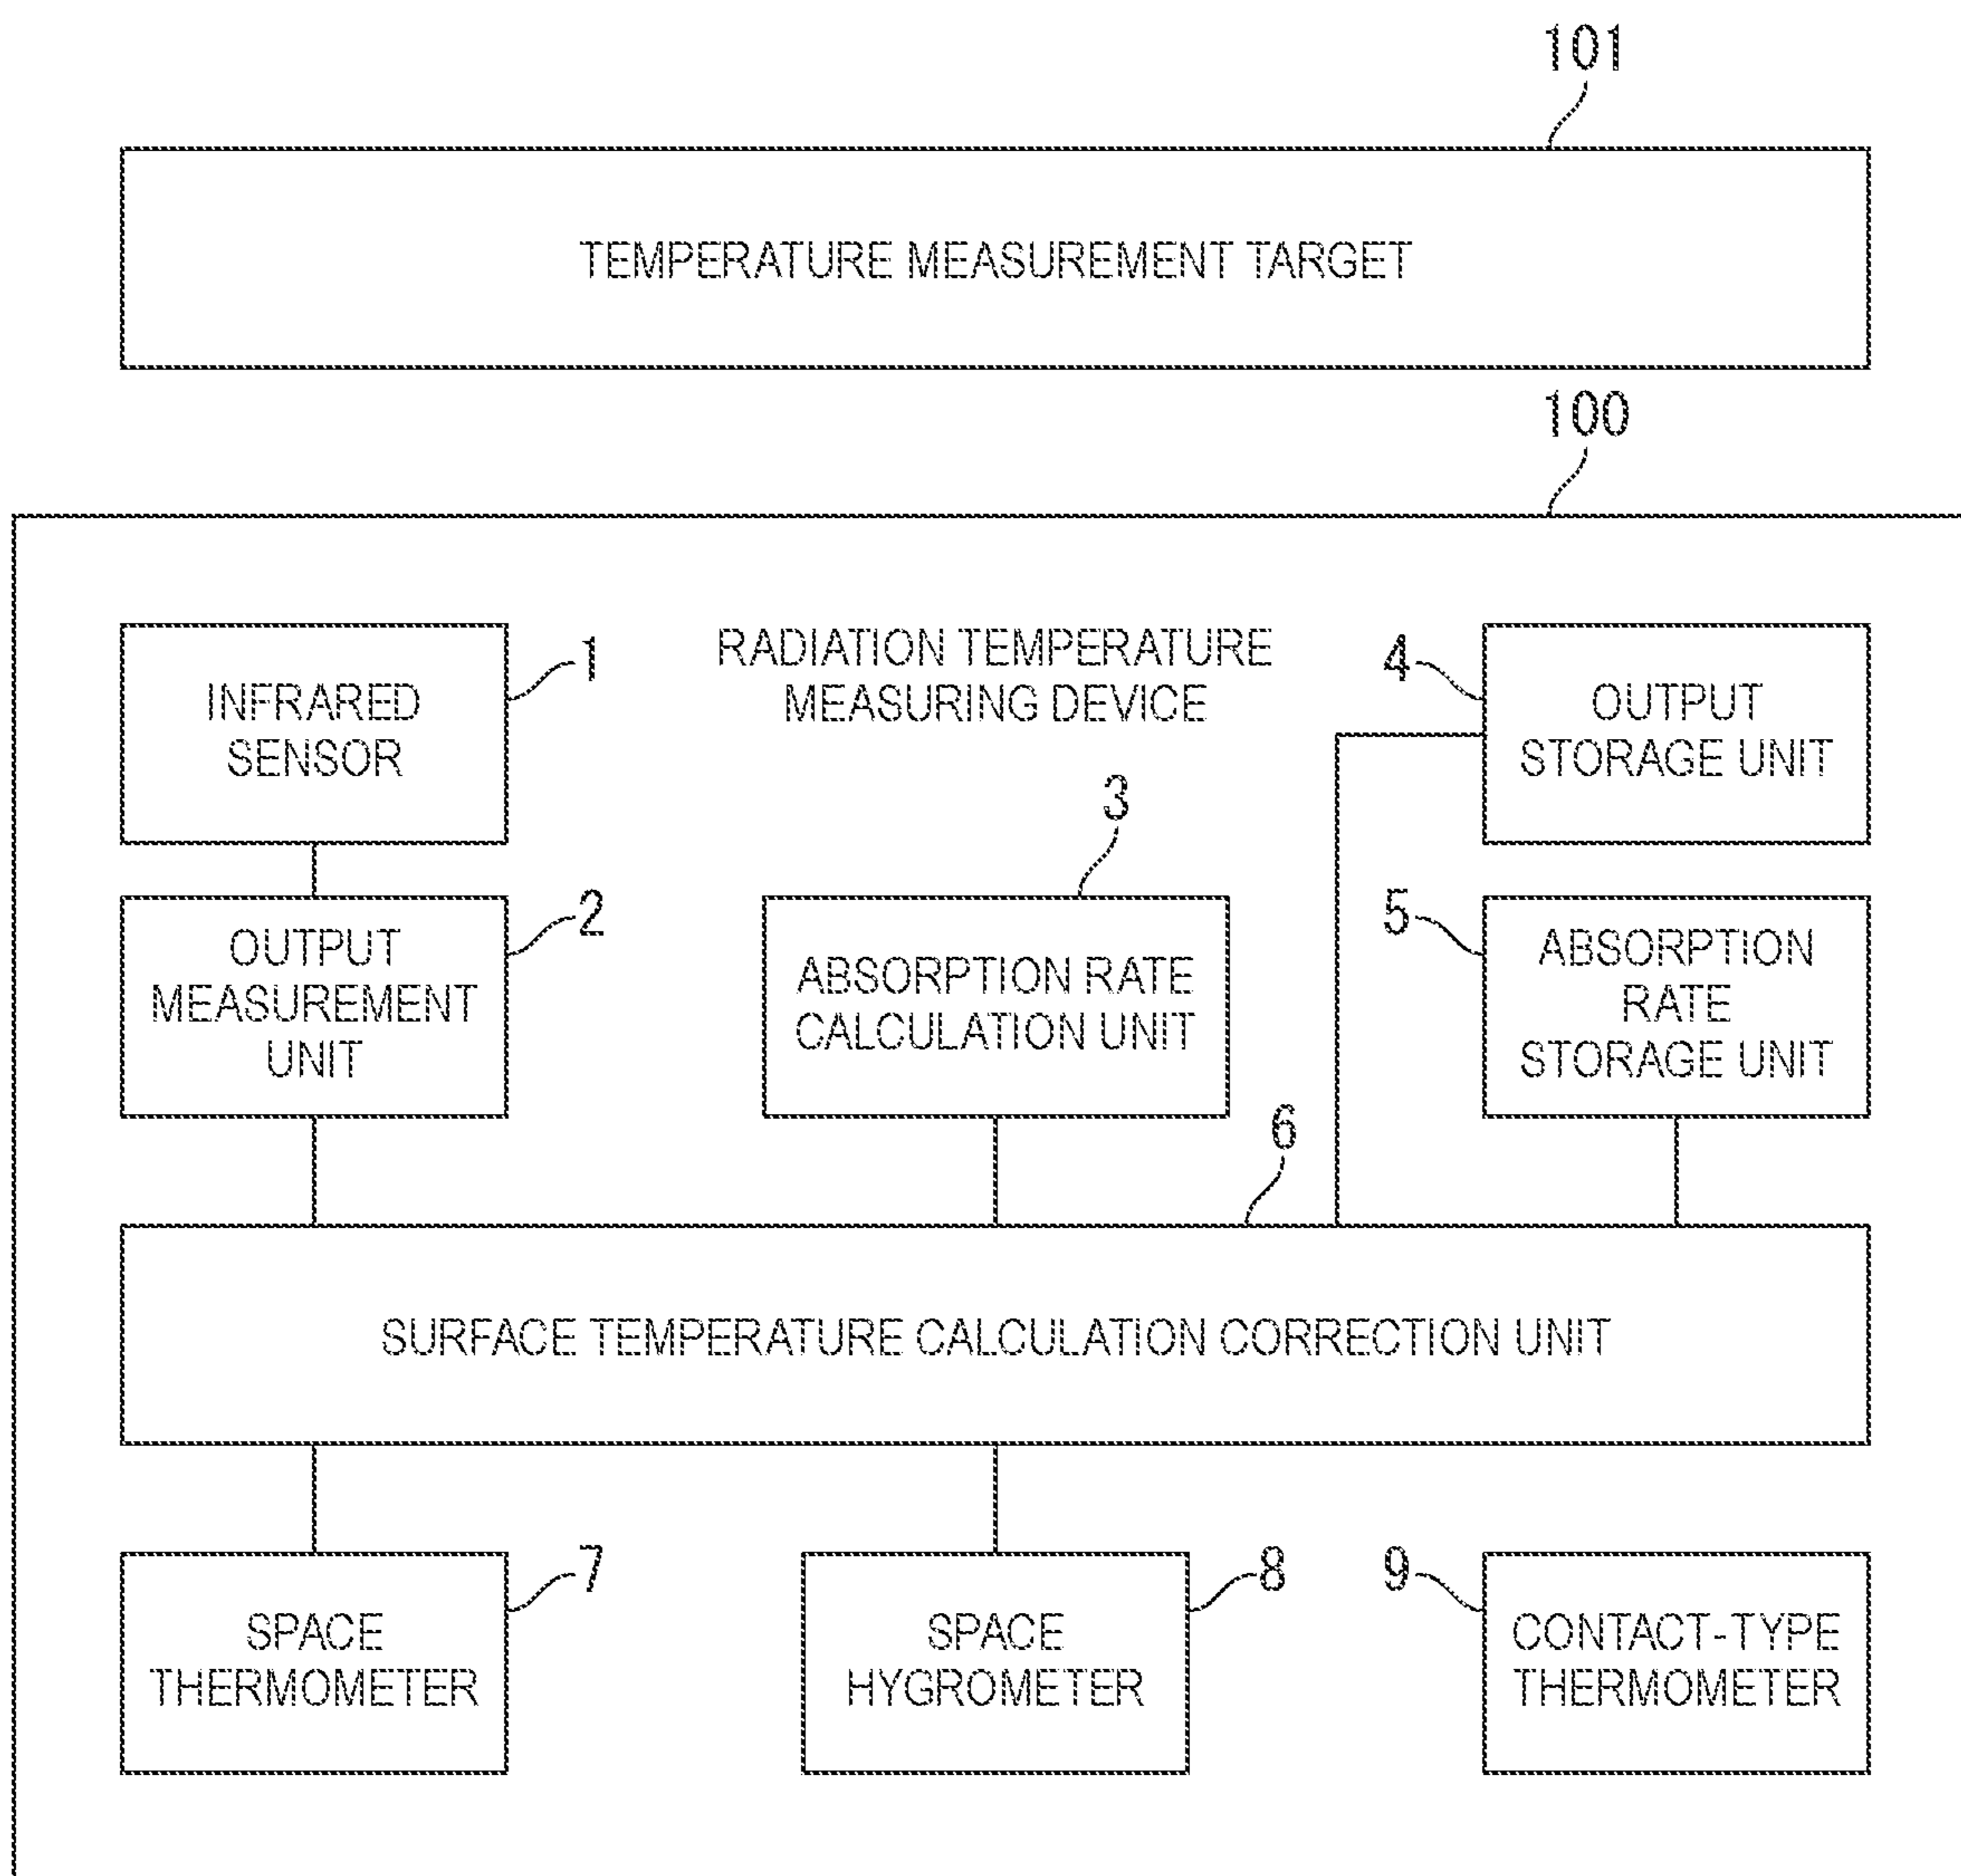 101
TEMPERATURE MEASUREMENT TARGET
100
RADIATION TEMPERATURE
MEASURING DEVICE
INFRARED
SENSOR
1
4
OUTPUT
STORAGE UNIT
OUTPUT
MEASUREMENT
UNIT
2
3
ABSORPTION RATE
CALCULATION UNIT
5
ABSORPTION
RATE
STORAGE UNIT
6
SURFACE TEMPERATURE CALCULATION CORRECTION UNIT
SPACE
THERMOMETER
7
SPACE
HYGROMETER
8
9
CONTACT-TYPE
THERMOMETER